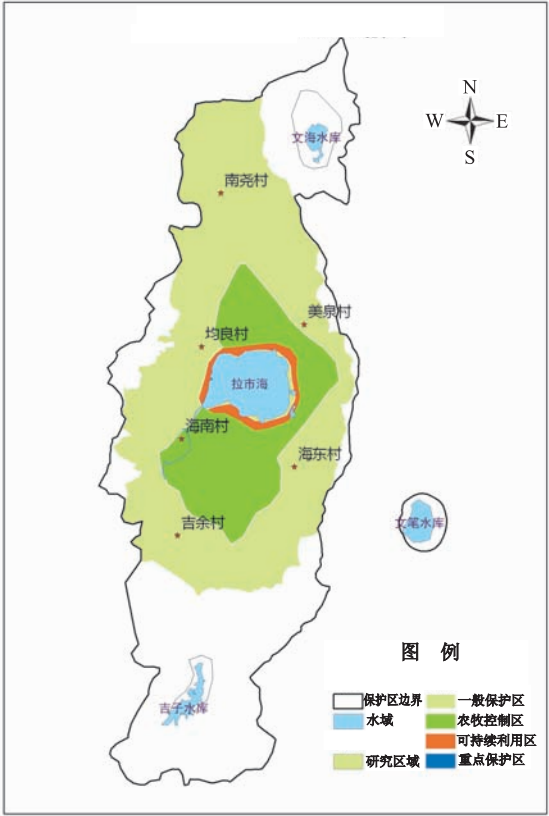 N
W E
S
文海水库
南尧村
美泉村
均良村
拉市海
海南村
海东村
文笔水库
吉余村
吉子水库
图 例
保护区边界 一般保护区
水域 农牧控制区
可持续利用区
研究区域 重点保护区